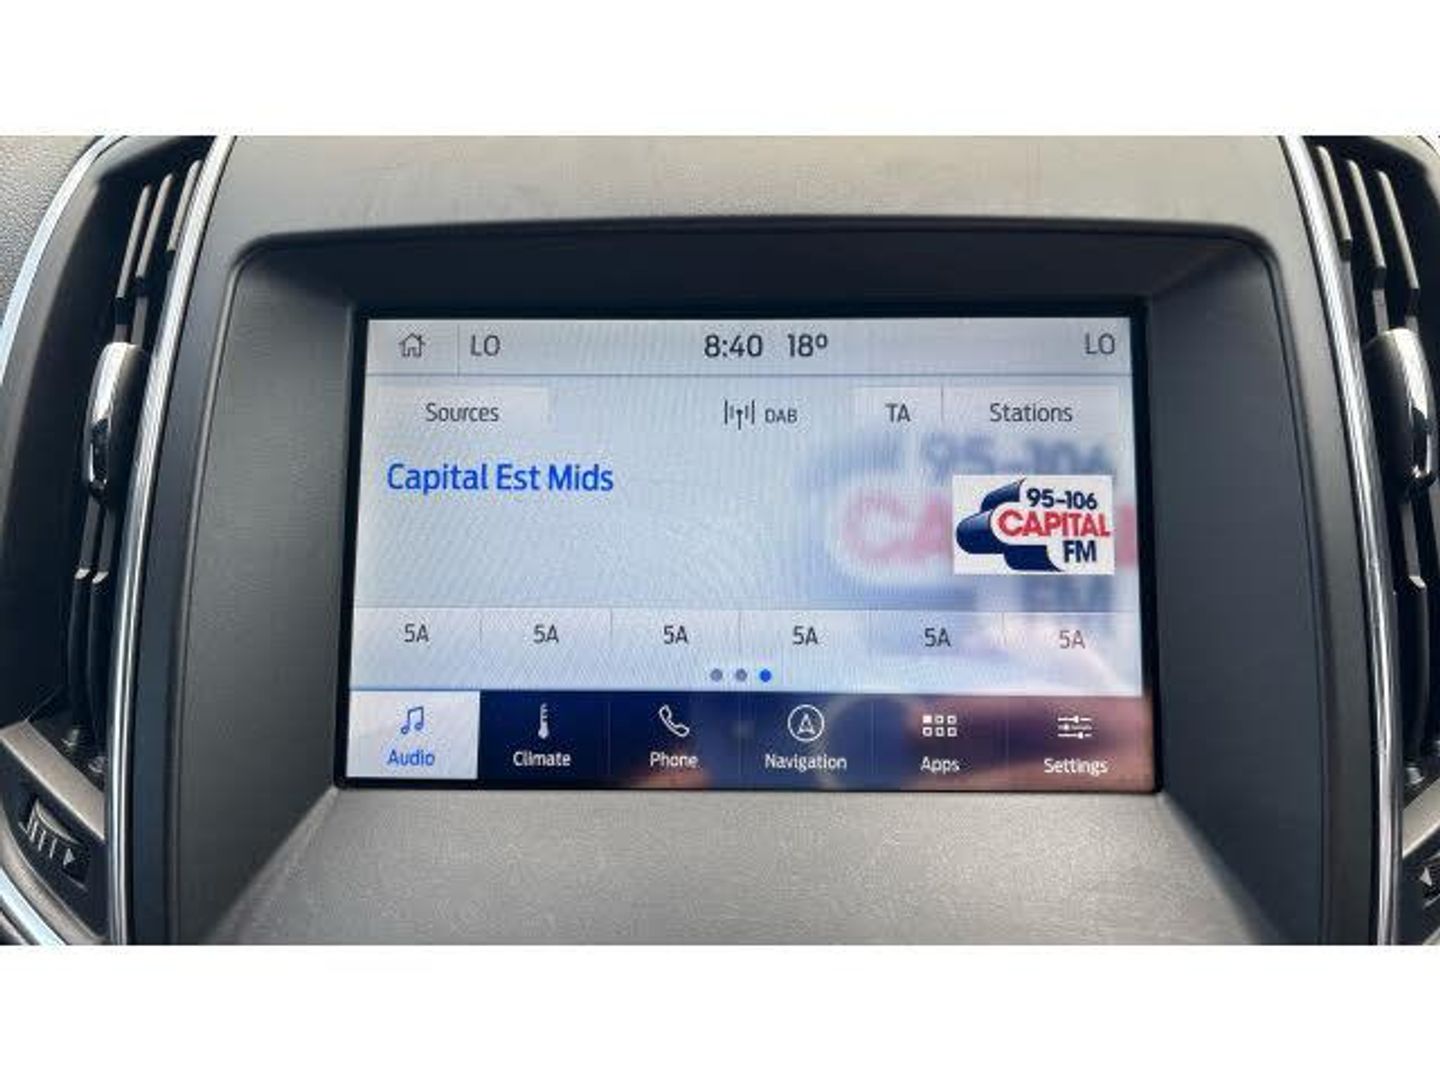 LO 8:40 18º LO
Sources DAB TA Stations
Capital Est Mids
95-106
CAPITAL
FM
5A 5A 5A 5A 5A 5A
Audio Climate Phone Navigation Apps Settings